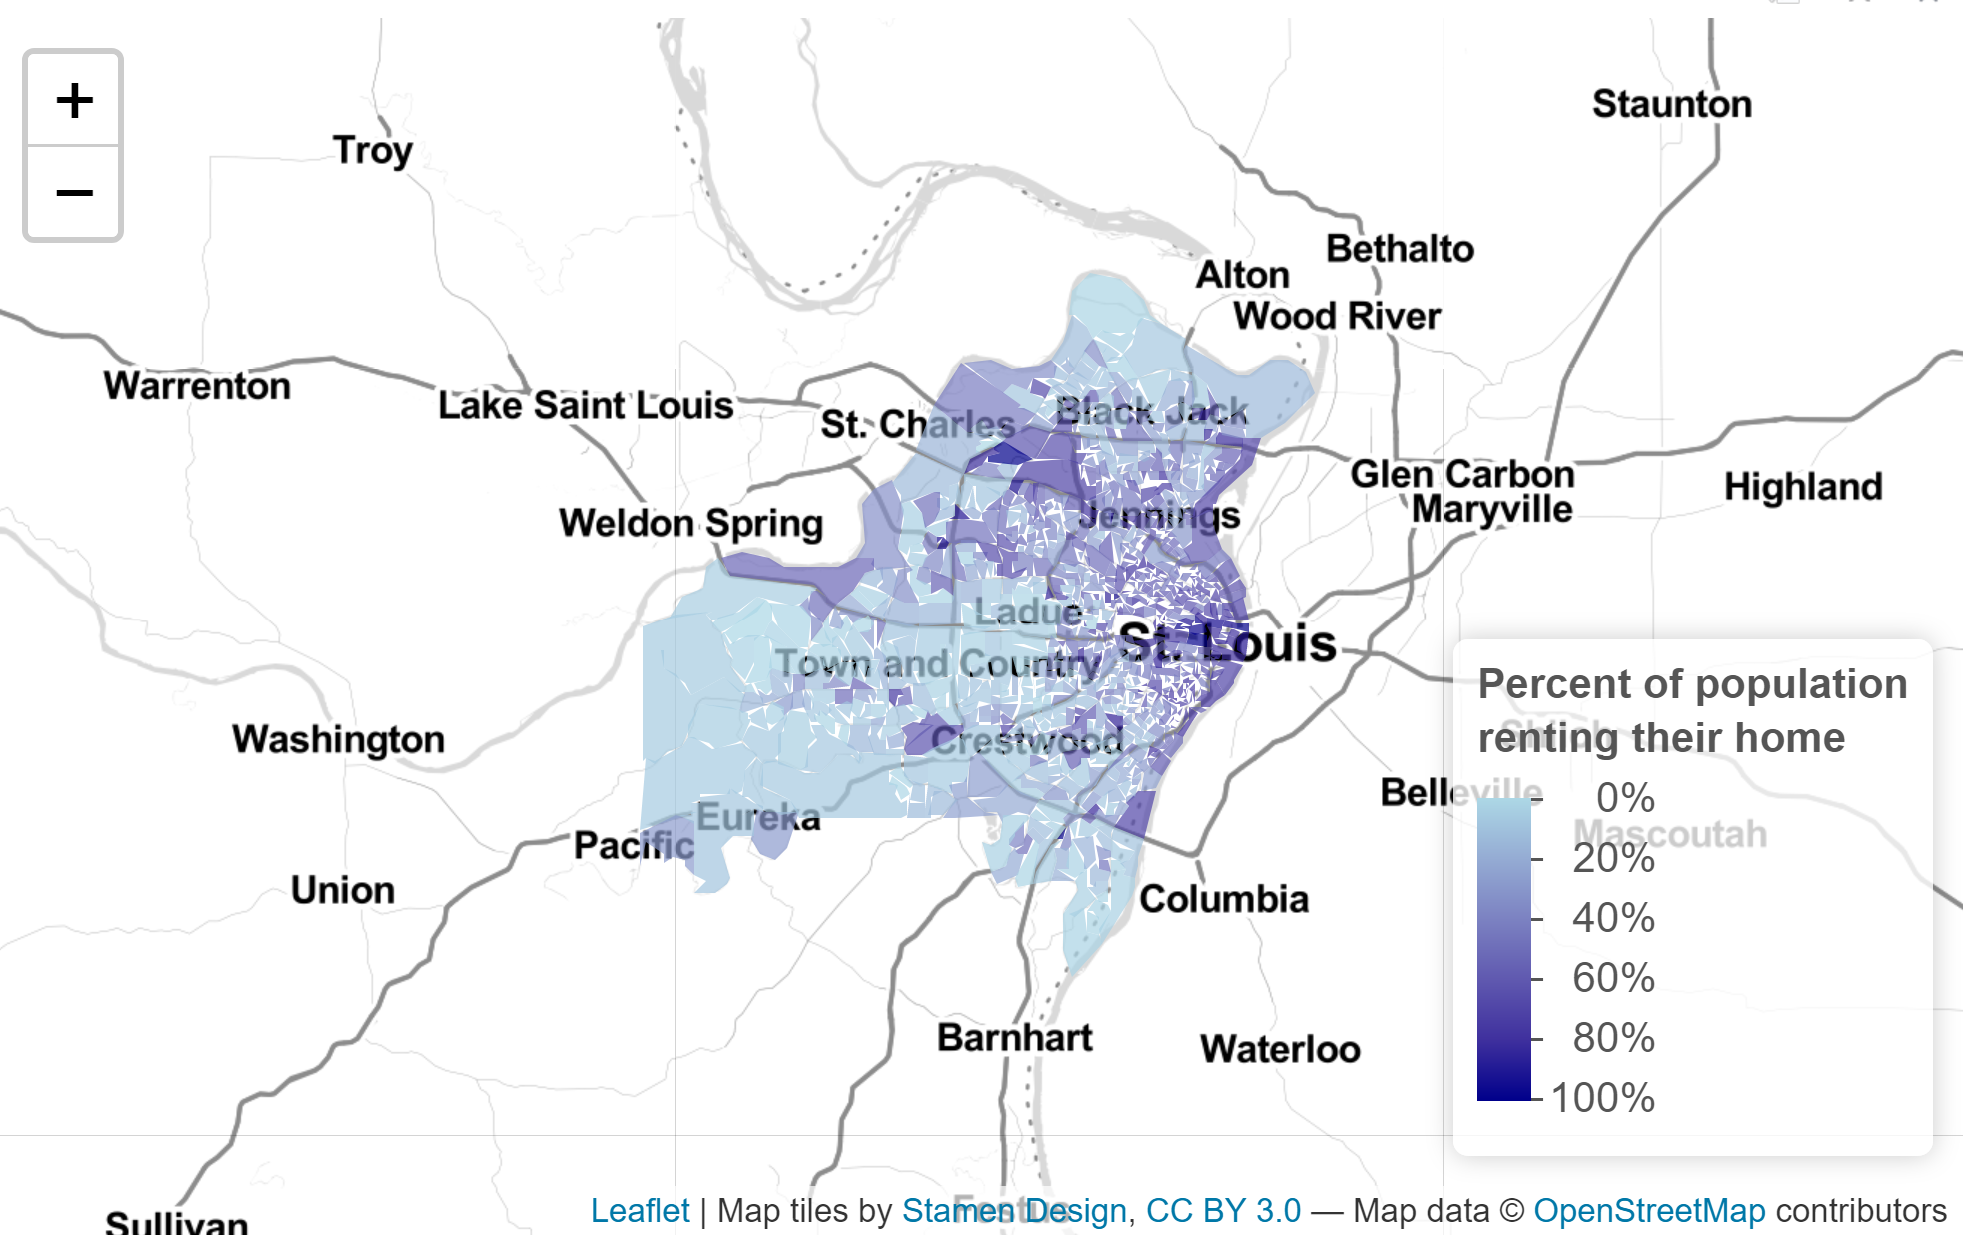 +
−
Staunton
Troy
Bethalto
Alton
Wood River
Warrenton
Lake Saint Louis
St. Charles
Black Jack
Glen Carbon
Highland
Maryville
Weldon Spring
Jennings
Ladue
St. Louis
Town and Country
Percent of population
renting their home
Shiloh
Washington
Crestwood
Belleville
0%
Eureka
Mascoutah
Pacific
20%
Union
Columbia
40%
60%
Barnhart
Waterloo
80%
100%
Festus
Leaflet | Map tiles by Stamen Design, CC BY 3.0 — Map data © OpenStreetMap contributors
Sullivan